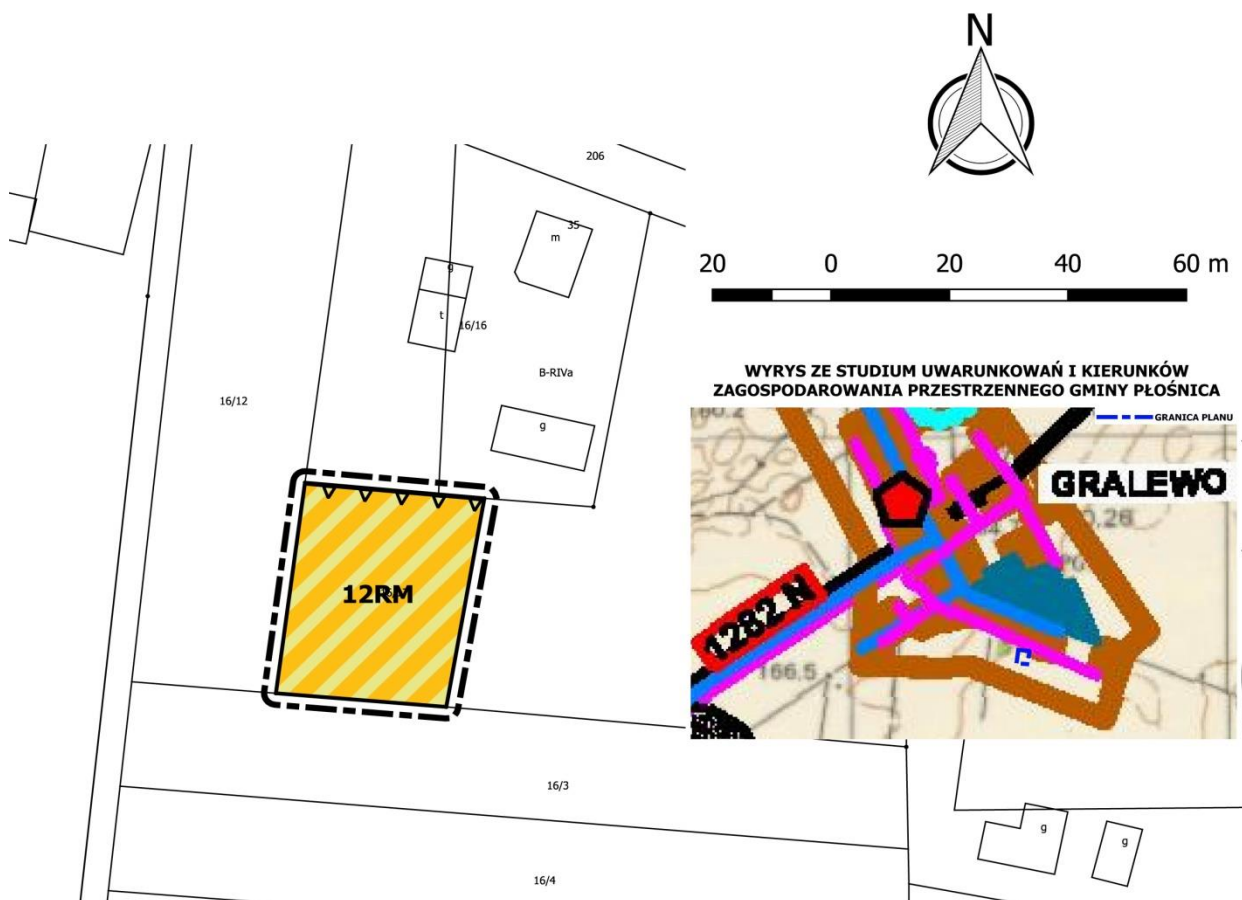 N
20 0 20 40 60 m
WYRYS ZE STUDIUM UWARUNKOWAŃ I KIERUNKÓW
ZAGOSPODAROWANIA PRZESTRZENNEGO GMINY PŁOŚNICA
GRANICA PLANU
GRALEWO
1282 N
166.5
206
35
m
g
t
16/16
B-RIVa
g
16/12
12RM
16/3
g
g
16/4